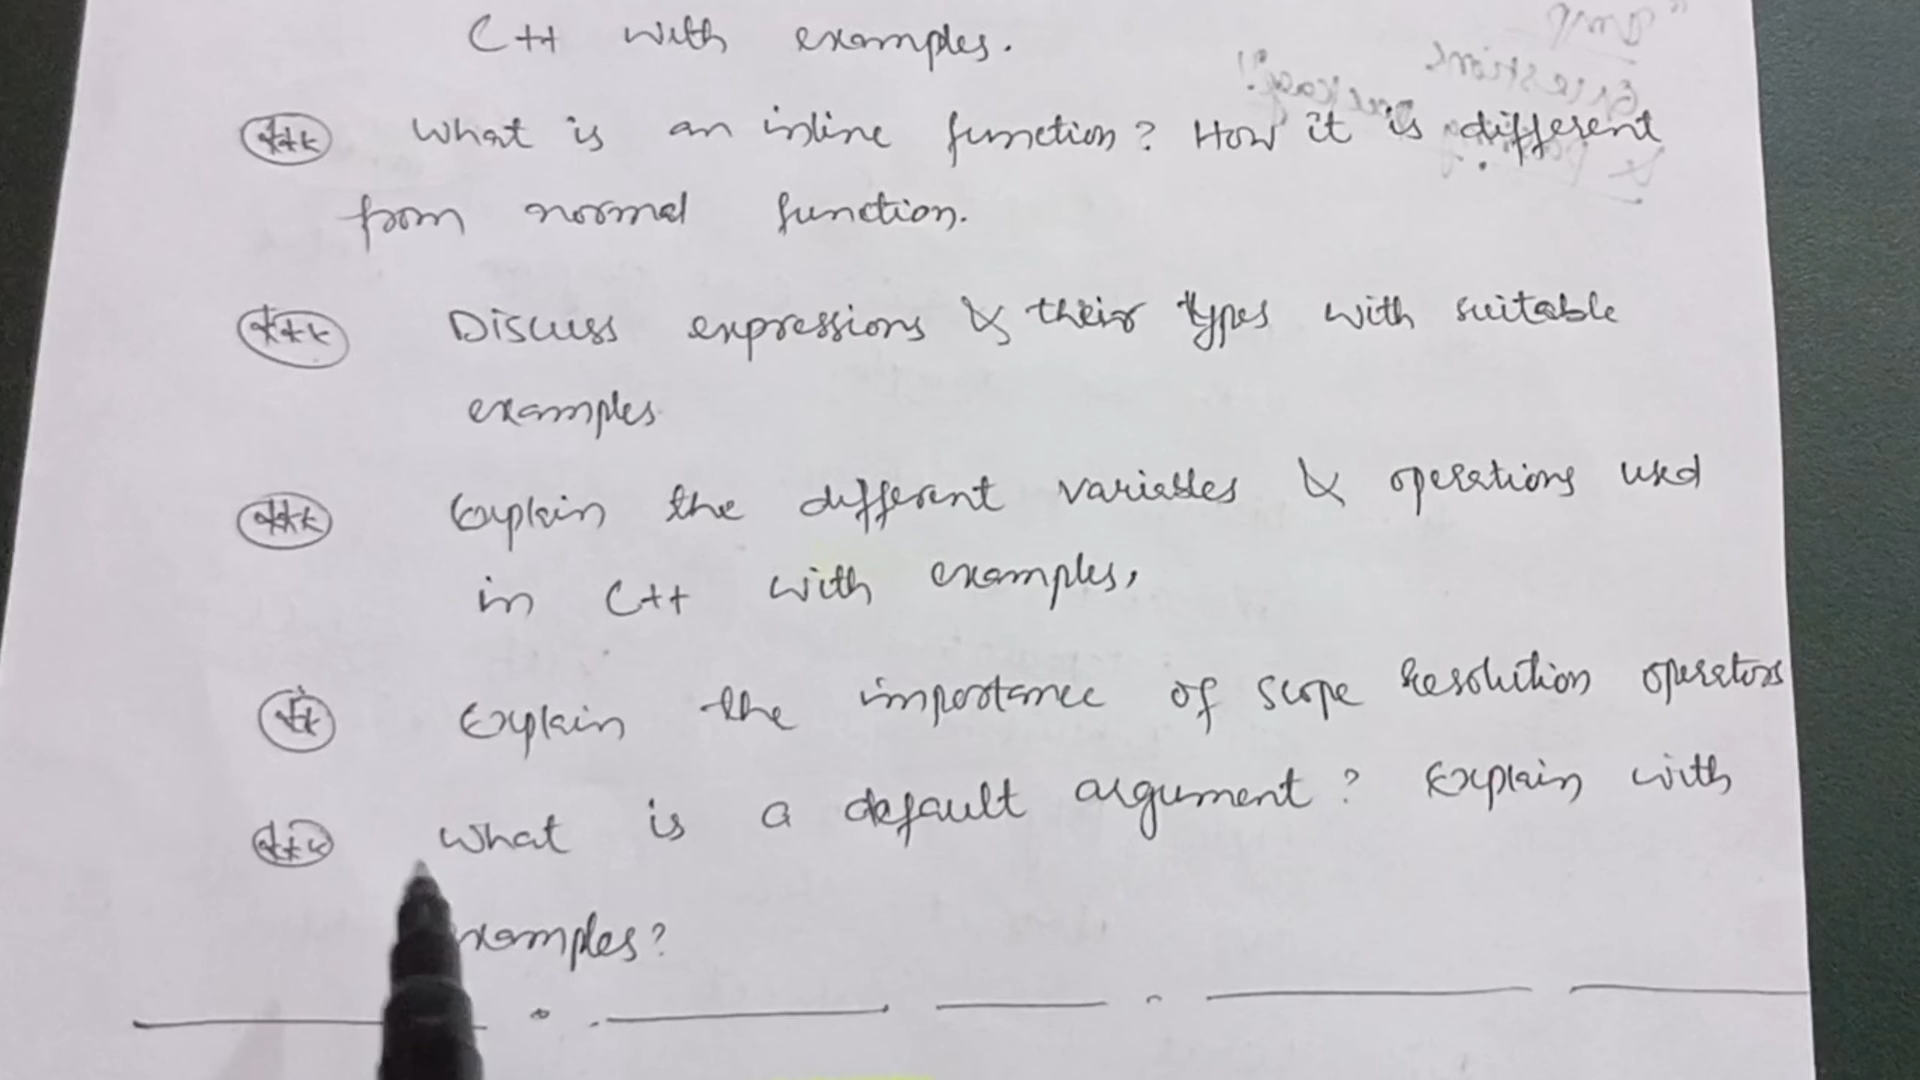 C++ with examples.
*** What is an inline function? How it is different
from normal function.
*** Discuss expressions & their types with suitable
examples
*** Explain the different variables & operations used
in C++ with examples,
** Explain the importance of scope resolution operators
*** What is a default argument? Explain with
xamples?